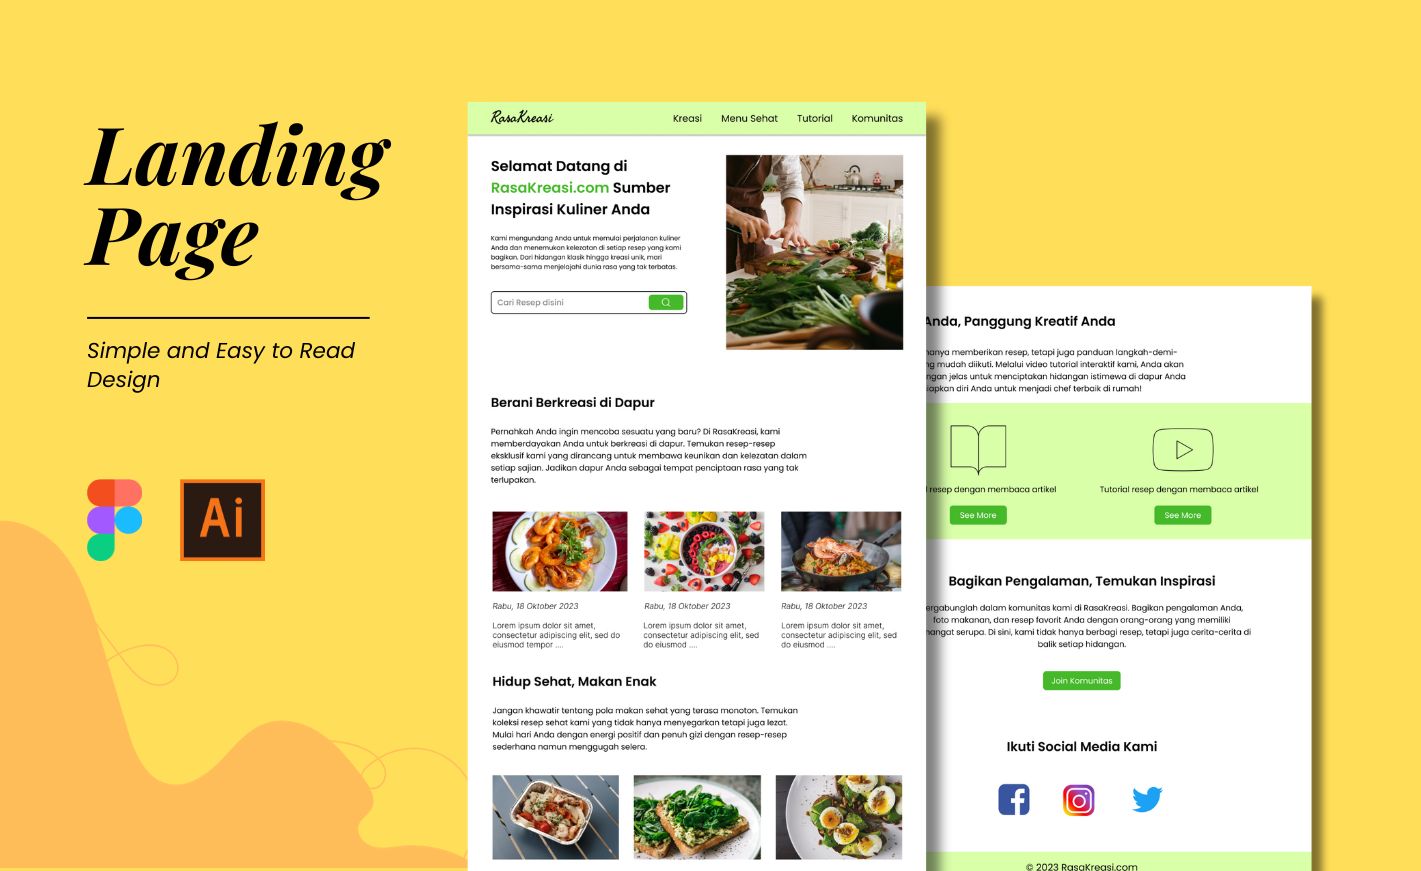 Landing
Page
Simple and Easy to Read
Design
Ai
RasaKreasi
Kreasi Menu Sehat Tutorial Komunitas
Selamat Datang di
RasaKreasi.com Sumber
Inspirasi Kuliner Anda
Kami mengundang Anda untuk memulai perjalanan kuliner
Anda dan menemukan kelezatan di setiap resep yang kami
bagikan. Dari hidangan klasik hingga kreasi unik, mari
bersama-sama menjelajahi dunia rasa yang tak terbatas.
Cari Resep disini
Berani Berkreasi di Dapur
Pernahkah Anda ingin mencoba sesuatu yang baru? Di RasaKreasi, kami
memberdayakan Anda untuk berkreasi di dapur. Temukan resep-resep
eksklusif kami yang dirancang untuk membawa keunikan dan kelezatan dalam
setiap sajian. Jadikan dapur Anda sebagai tempat penciptaan rasa yang tak
terlupakan.
Rabu, 18 Oktober 2023
Lorem ipsum dolor sit amet,
consectetur adipiscing elit, sed do
eiusmod tempor ....
Rabu, 18 Oktober 2023
Lorem ipsum dolor sit amet,
consectetur adipiscing elit, sed
do eiusmod ....
Rabu, 18 Oktober 2023
Lorem ipsum dolor sit amet,
consectetur adipiscing elit, sed
do eiusmod ....
Hidup Sehat, Makan Enak
Jangan khawatir tentang pola makan sehat yang terasa monoton. Temukan
koleksi resep sehat kami yang tidak hanya menyegarkan tetapi juga lezat.
Mulai hari Anda dengan energi positif dan penuh gizi dengan resep-resep
sederhana namun menggugah selera.
Anda, Panggung Kreatif Anda
hanya memberikan resep, tetapi juga panduan langkah-demi-
ng mudah diikuti. Melalui video tutorial interaktif kami, Anda akan
ngan jelas untuk menciptakan hidangan istimewa di dapur Anda
iapkan diri Anda untuk menjadi chef terbaik di rumah!
l resep dengan membaca artikel
See More
Tutorial resep dengan membaca artikel
See More
Bagikan Pengalaman, Temukan Inspirasi
ergabunglah dalam komunitas kami di RasaKreasi. Bagikan pengalaman Anda,
foto makanan, dan resep favorit Anda dengan orang-orang yang memiliki
mangat serupa. Di sini, kami tidak hanya berbagi resep, tetapi juga cerita-cerita di
balik setiap hidangan.
Join Komunitas
Ikuti Social Media Kami
© 2023 RasaKreasi.com